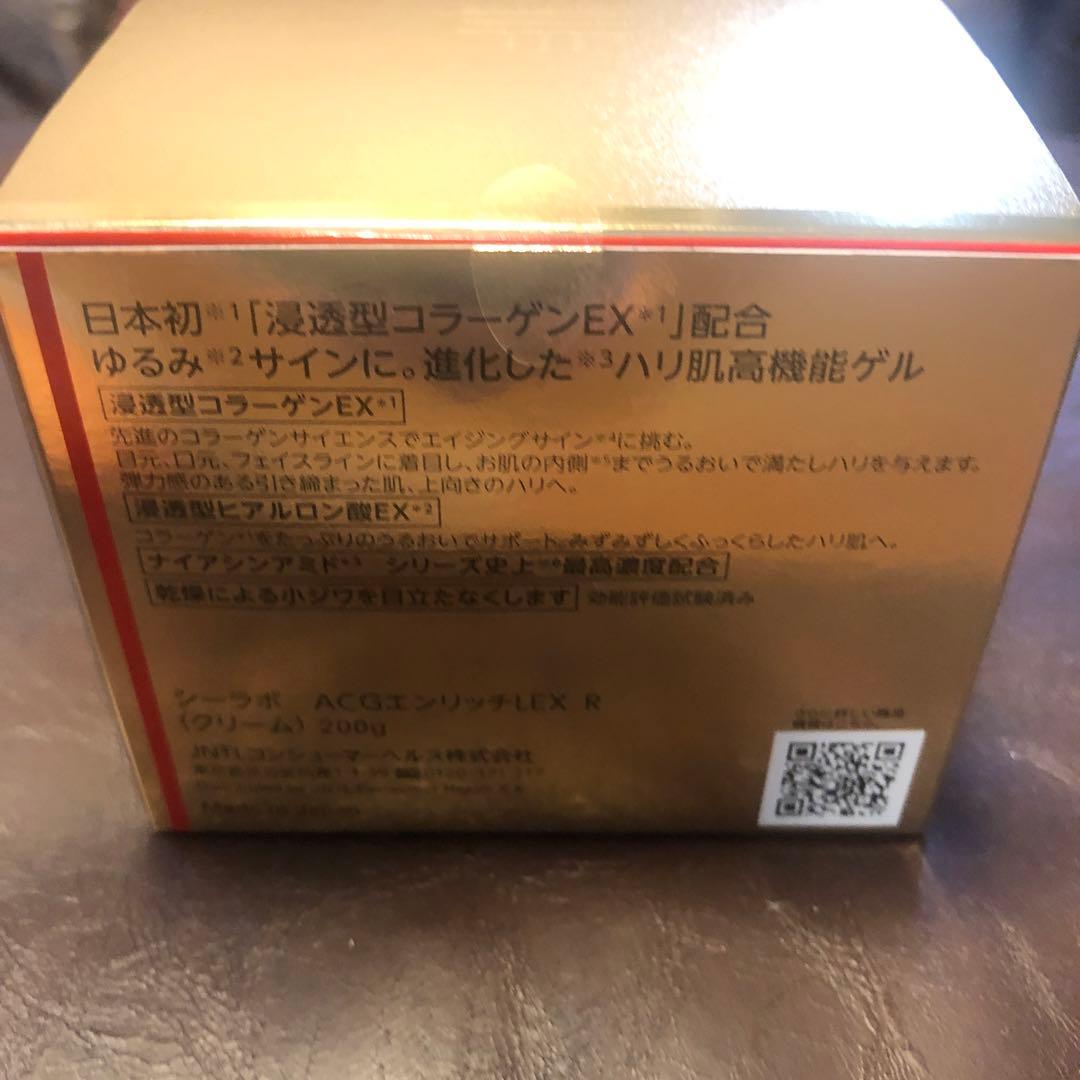 日本初※1「浸透型コラーゲンEX*1」配合
ゆるみ※2サインに。進化した※3ハリ肌高機能ゲル
浸透型コラーゲンEX*1
先進のコラーゲンサイエンスでエイジングサイン*4に挑む。
目元、口元、フェイスラインに着目し、お肌の内側*5までうるおいで満たしハリを与えます。
弾力感のある引き締まった肌、上向きのハリへ。
浸透型ヒアルロン酸EX*2
コラーゲン*1をたっぷりのうるおいでサポート。みずみずしくふっくらしたハリ肌へ。
ナイアシンアミド*3 シリーズ史上※6最高濃度配合
乾燥による小ジワを目立たなくします 効能評価試験済み
シーラボ ACGエンリッチLEX R
(クリーム) 200g
JNTLコンシューマーヘルス株式会社
Made in Japan